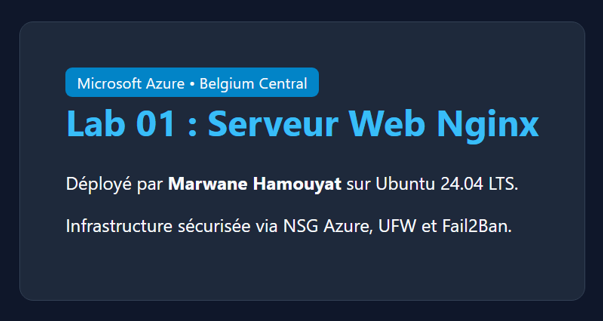 Microsoft Azure • Belgium Central
Lab 01 : Serveur Web Nginx
Déployé par Marwane Hamouyat sur Ubuntu 24.04 LTS.
Infrastructure sécurisée via NSG Azure, UFW et Fail2Ban.